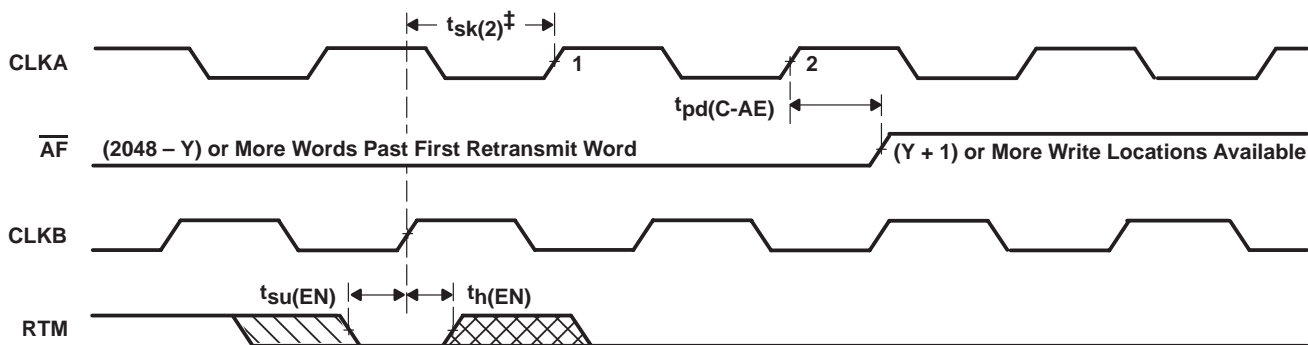 tsk(2)‡
CLKA
1
2
tpd(C-AE)
AF
(2048 – Y) or More Words Past First Retransmit Word
(Y + 1) or More Write Locations Available
CLKB
tsu(EN)
th(EN)
RTM